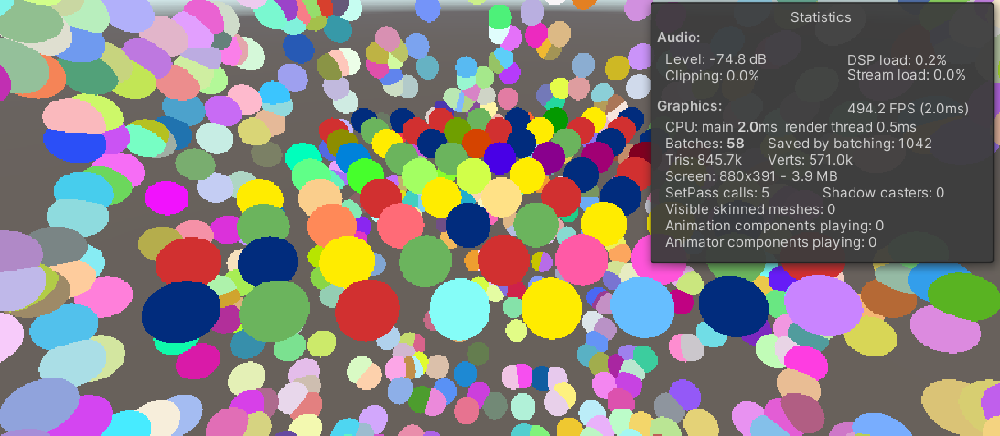 Statistics
Audio:
Level: -74.8 dB DSP load: 0.2%
Clipping: 0.0% Stream load: 0.0%
Graphics: 494.2 FPS (2.0ms)
CPU: main 2.0ms render thread 0.5ms
Batches: 58 Saved by batching: 1042
Tris: 845.7k Verts: 571.0k
Screen: 880x391 - 3.9 MB
SetPass calls: 5 Shadow casters: 0
Visible skinned meshes: 0
Animation components playing: 0
Animator components playing: 0